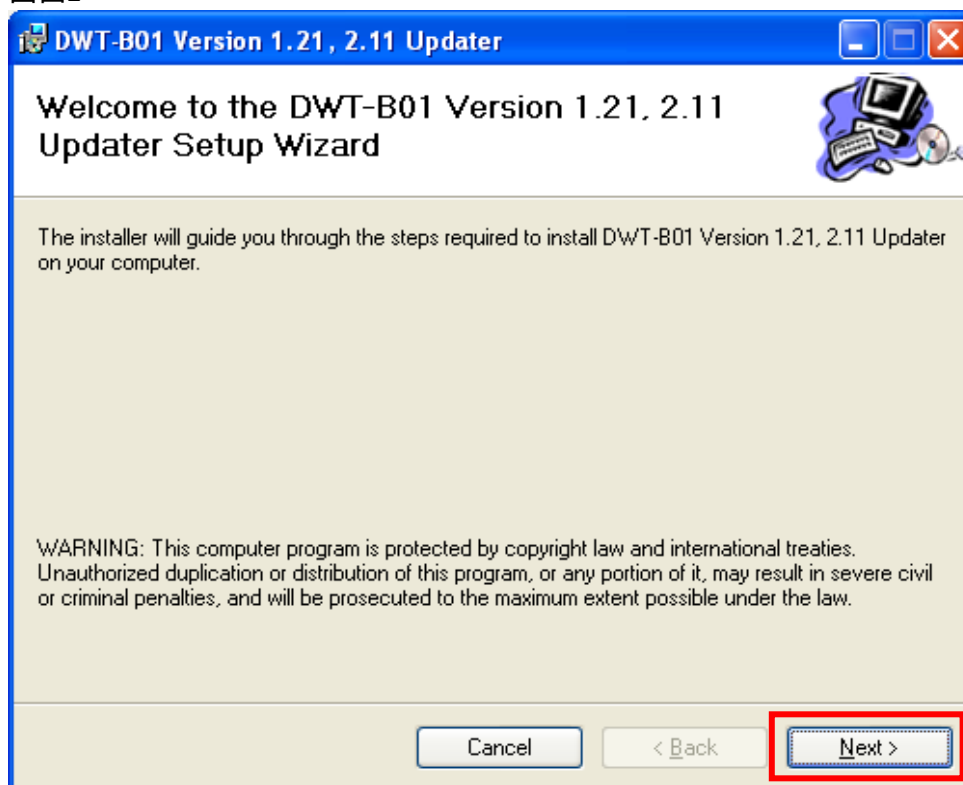 DWT-B01 Version 1.21, 2.11 Updater
Welcome to the DWT-B01 Version 1.21, 2.11
Updater Setup Wizard
The installer will guide you through the steps required to install DWT-B01 Version 1.21, 2.11 Updater
on your computer.
WARNING: This computer program is protected by copyright law and international treaties.
Unauthorized duplication or distribution of this program, or any portion of it, may result in severe civil
or criminal penalties, and will be prosecuted to the maximum extent possible under the law.
Cancel
< Back
Next >